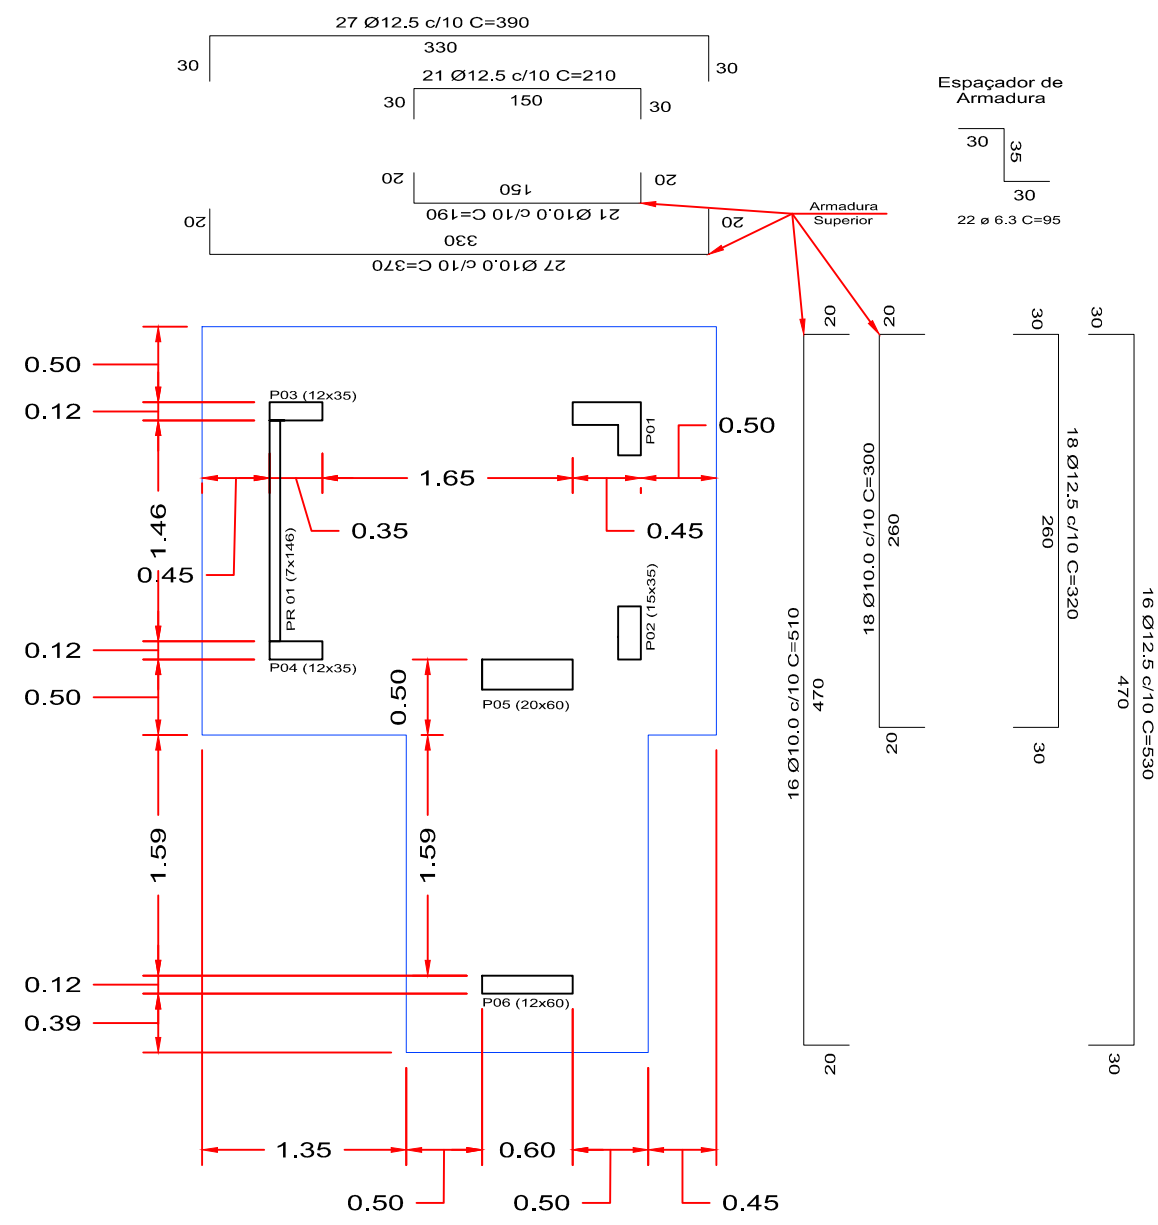 27 Ø12.5 c/10 C=390
330
30
30
21 Ø12.5 c/10 C=210
150
30
30
Espaçador de
Armadura
30
35
30
22 ø 6.3 C=95
20
20
150
21 Ø10.0 c/10 C=190
20
20
330
27 Ø10.0 c/10 C=370
Armadura
Superior
20
20
30
30
0.50
P03 (12x35)
0.12
P01
0.50
1.65
0.35
0.45
1.46
0.45
PR 01 (7x146)
P02 (15x35)
0.12
P04 (12x35)
0.50
0.50
P05 (20x60)
1.59
1.59
0.12
P06 (12x60)
0.39
1.35
0.60
0.50
0.50
0.45
16 Ø10.0 c/10 C=510
470
18 Ø10.0 c/10 C=300
260
260
18 Ø12.5 c/10 C=320
470
16 Ø12.5 c/10 C=530
20
30
20
30